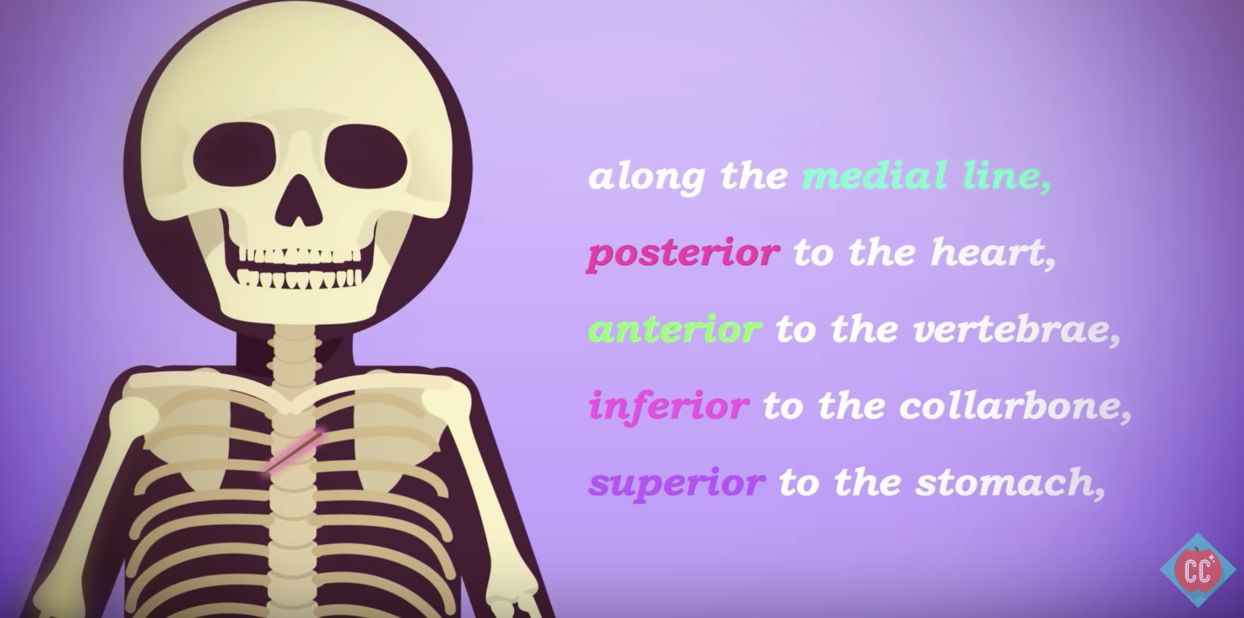 along the medial line,
posterior to the heart,
anterior to the vertebrae,
inferior to the collarbone,
superior to the stomach,
CC